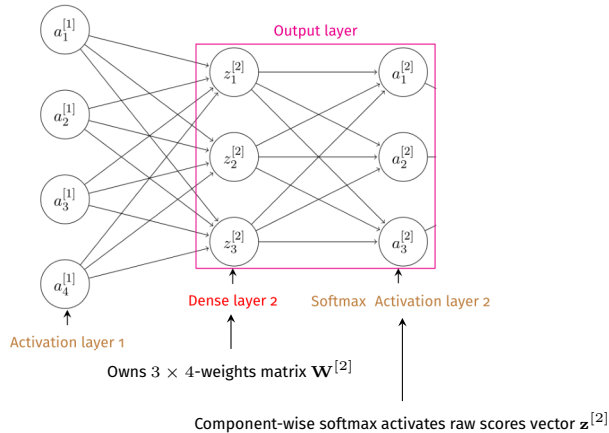 Output layer
a_1^{[1]} z_1^{[2]} a_1^{[2]}
a_2^{[1]} z_2^{[2]} a_2^{[2]}
a_3^{[1]} z_3^{[2]} a_3^{[2]}
a_4^{[1]}
Dense layer 2 Softmax Activation layer 2
Activation layer 1
Owns 3 × 4-weights matrix W^{[2]}
Component-wise softmax activates raw scores vector z^{[2]}